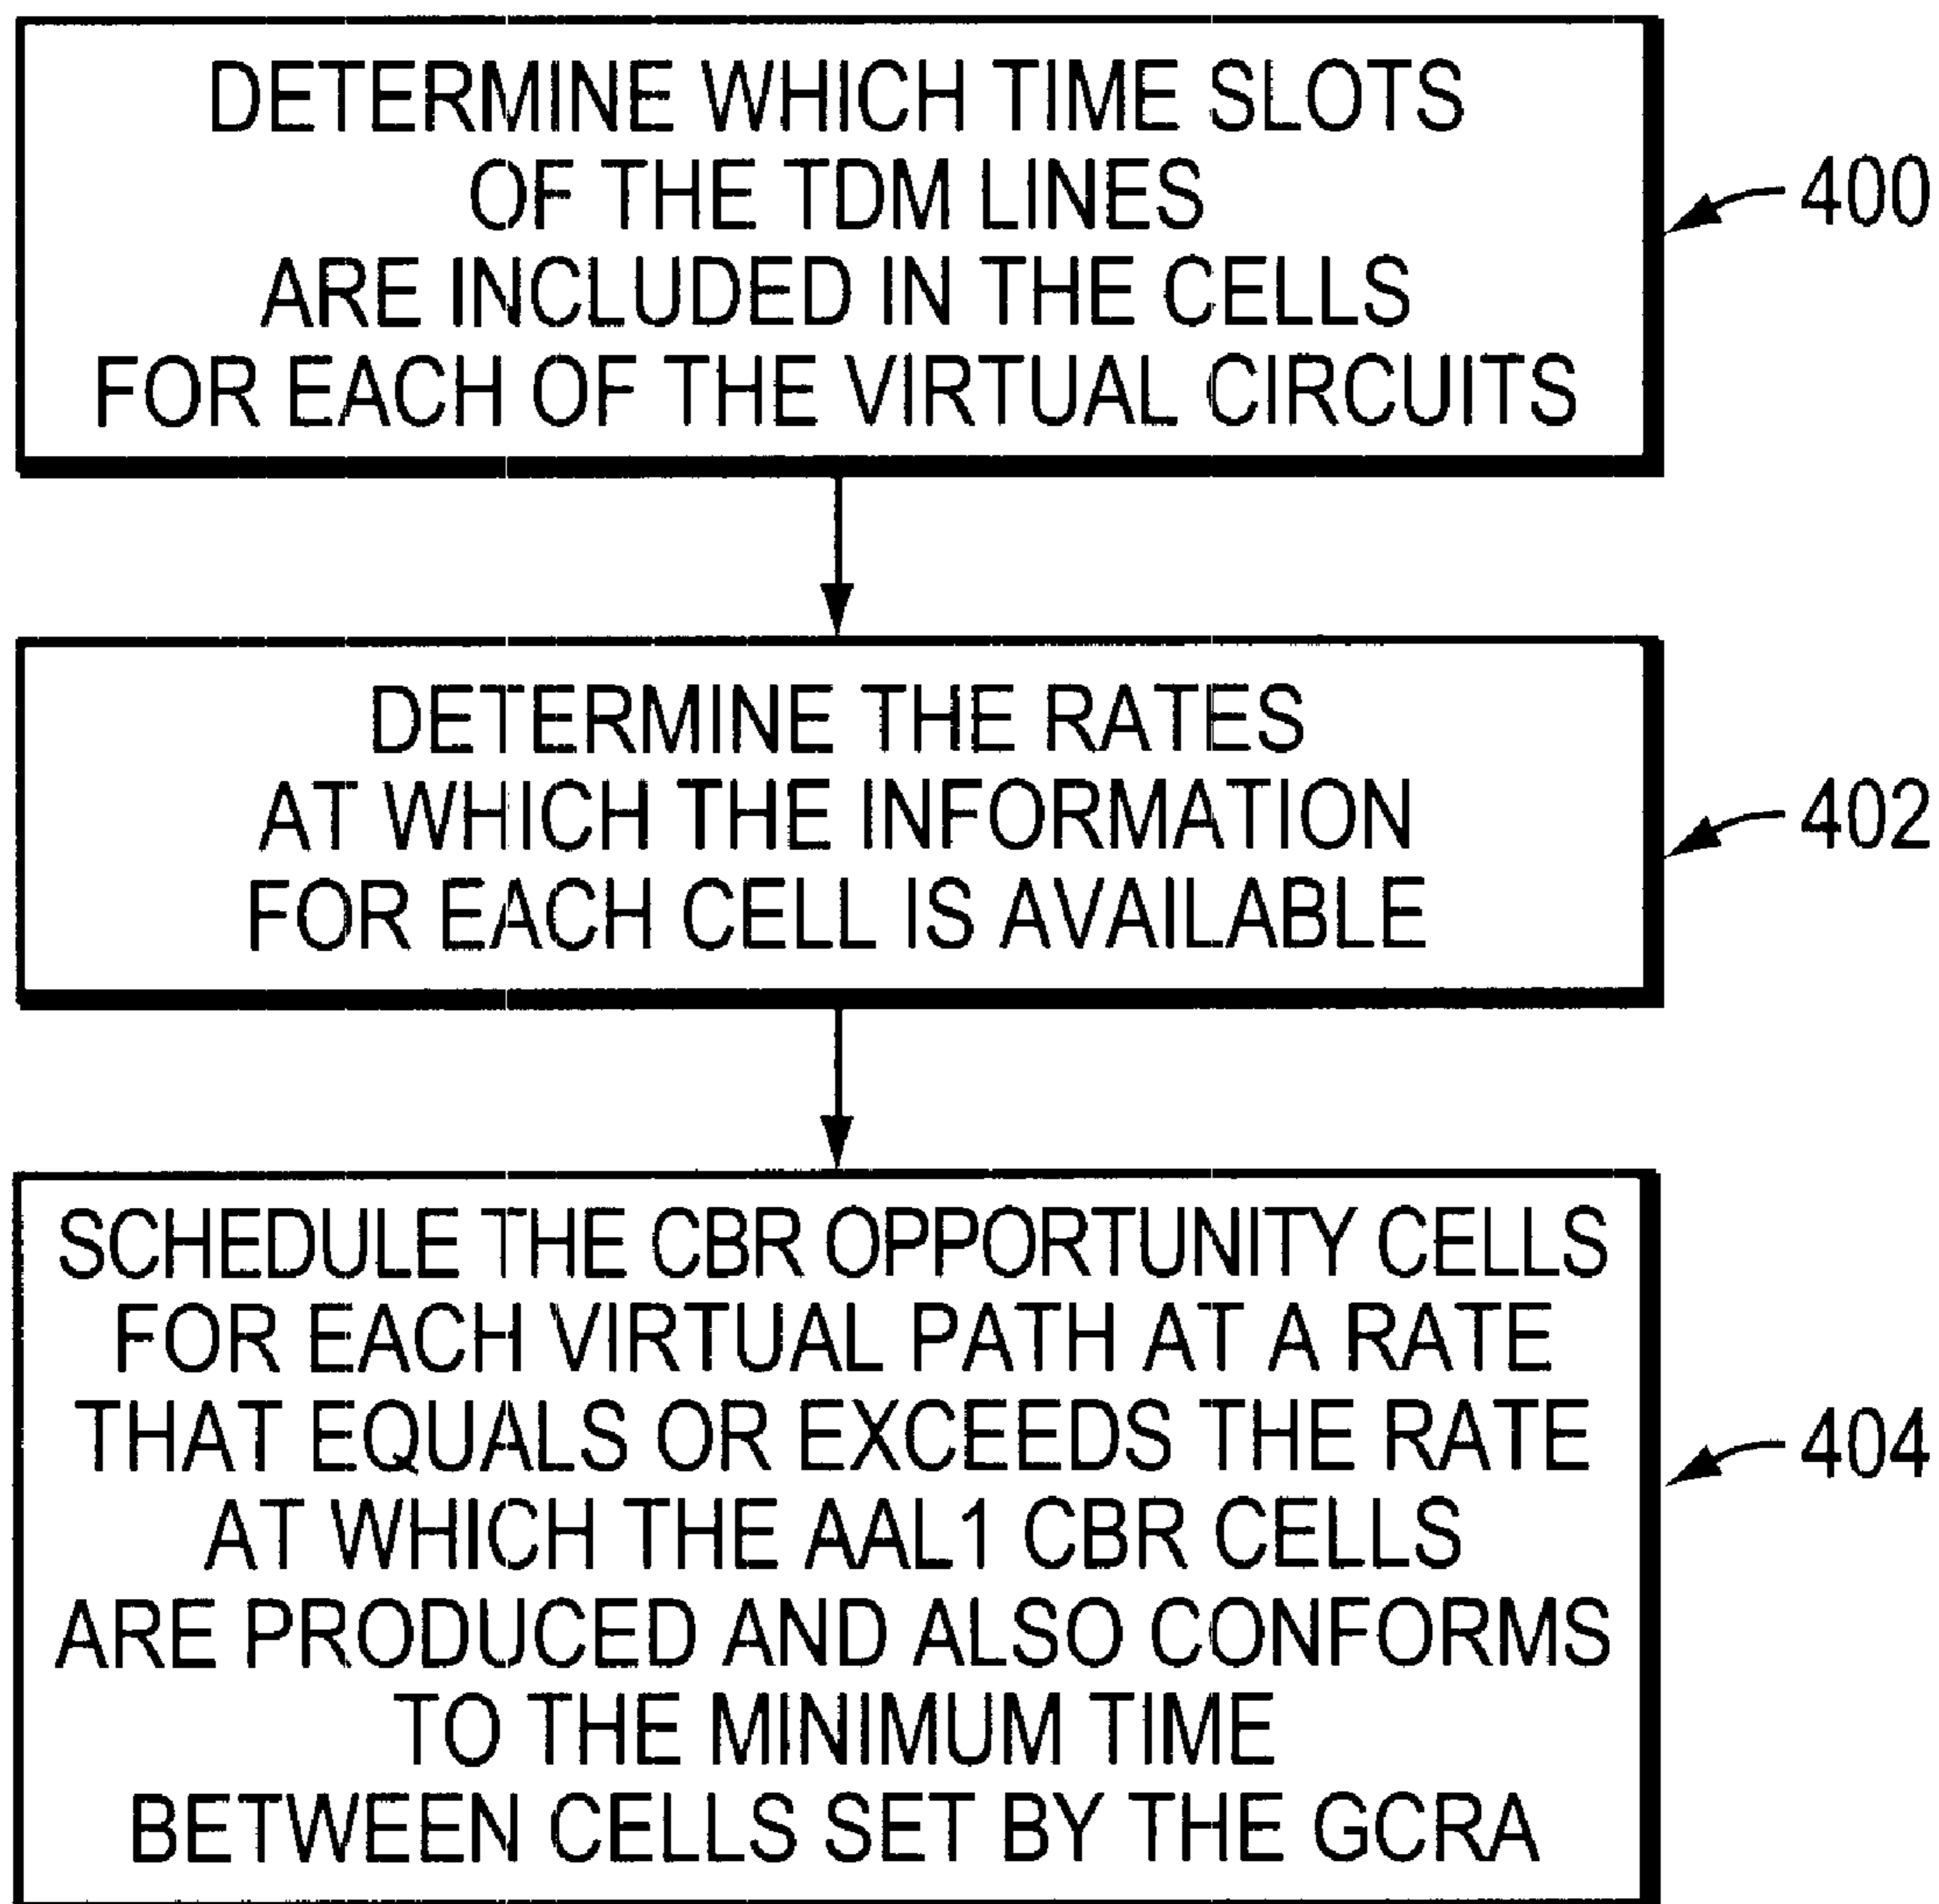 DETERMINE WHICH TIME SLOTS
OF THE TDM LINES
ARE INCLUDED IN THE CELLS
FOR EACH OF THE VIRTUAL CIRCUITS
400
DETERMINE THE RATES
AT WHICH THE INFORMATION
FOR EACH CELL IS AVAILABLE
402
SCHEDULE THE CBR OPPORTUNITY CELLS
FOR EACH VIRTUAL PATH AT A RATE
THAT EQUALS OR EXCEEDS THE RATE
AT WHICH THE AAL1 CBR CELLS
ARE PRODUCED AND ALSO CONFORMS
TO THE MINIMUM TIME
BETWEEN CELLS SET BY THE GCRA
404